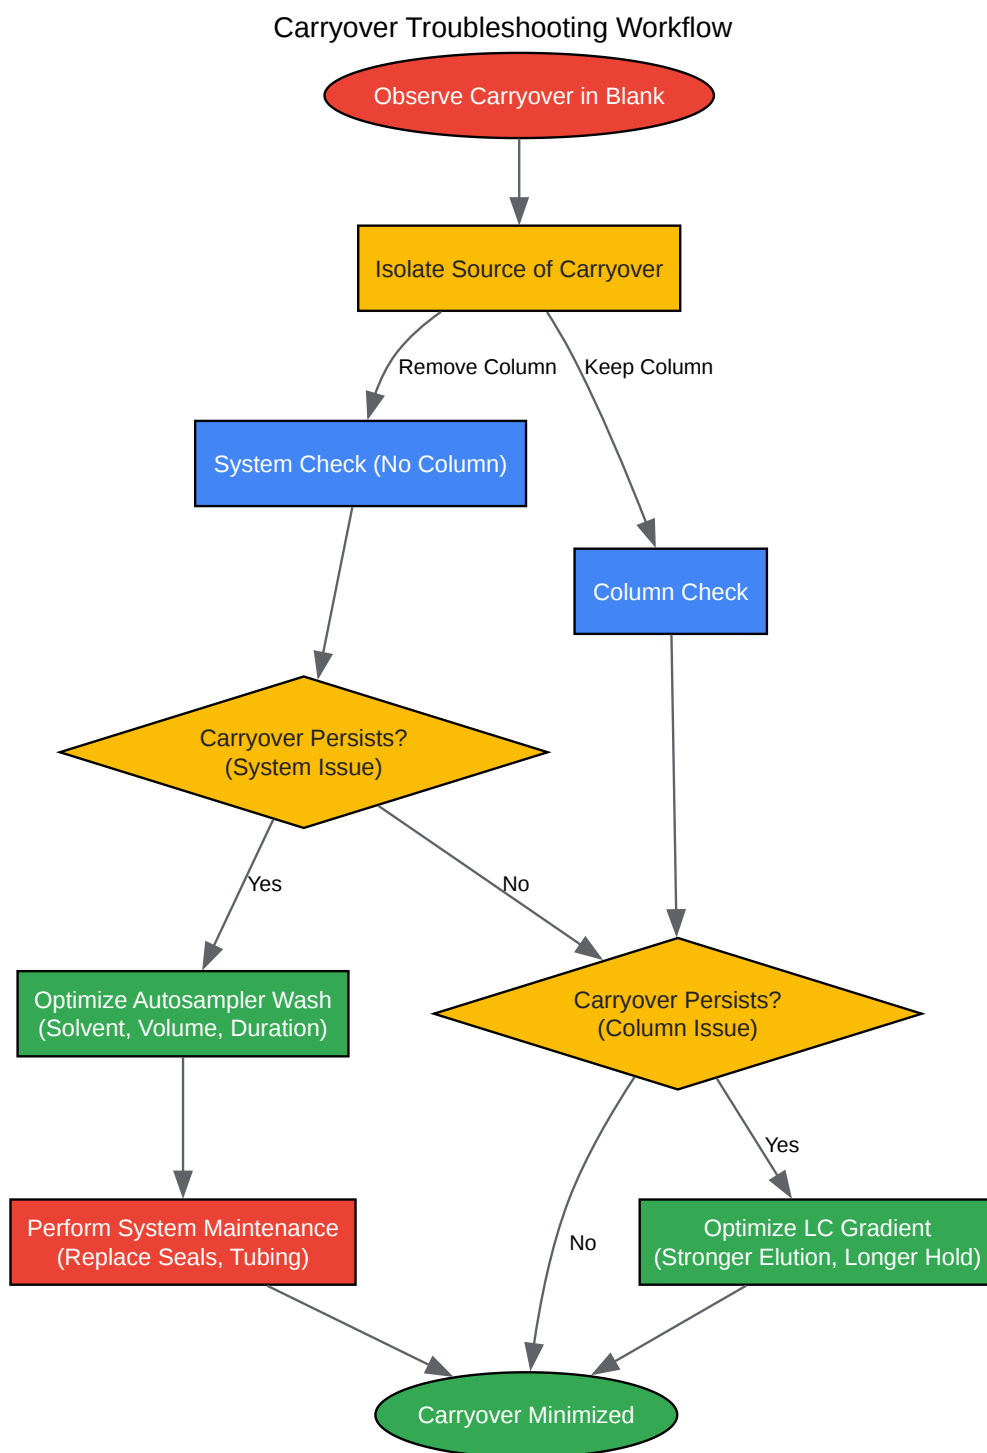 Carryover Troubleshooting Workflow
Observe Carryover in Blank
Isolate Source of Carryover
Remove Column
Keep Column
System Check (No Column)
Column Check
Carryover Persists?
(System Issue)
Yes
No
Optimize Autosampler Wash
(Solvent, Volume, Duration)
Carryover Persists?
(Column Issue)
Yes
No
Perform System Maintenance
(Replace Seals, Tubing)
Optimize LC Gradient
(Stronger Elution, Longer Hold)
Carryover Minimized